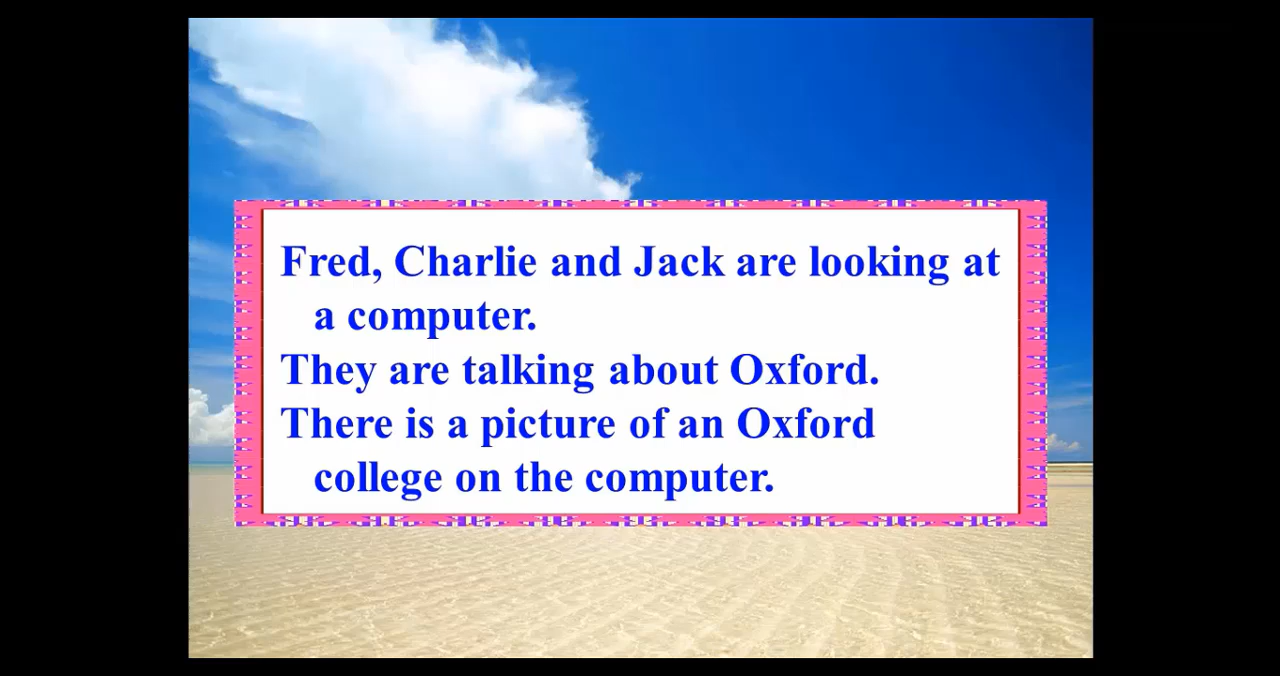 Fred, Charlie and Jack are looking at
a computer.
They are talking about Oxford.
There is a picture of an Oxford
college on the computer.